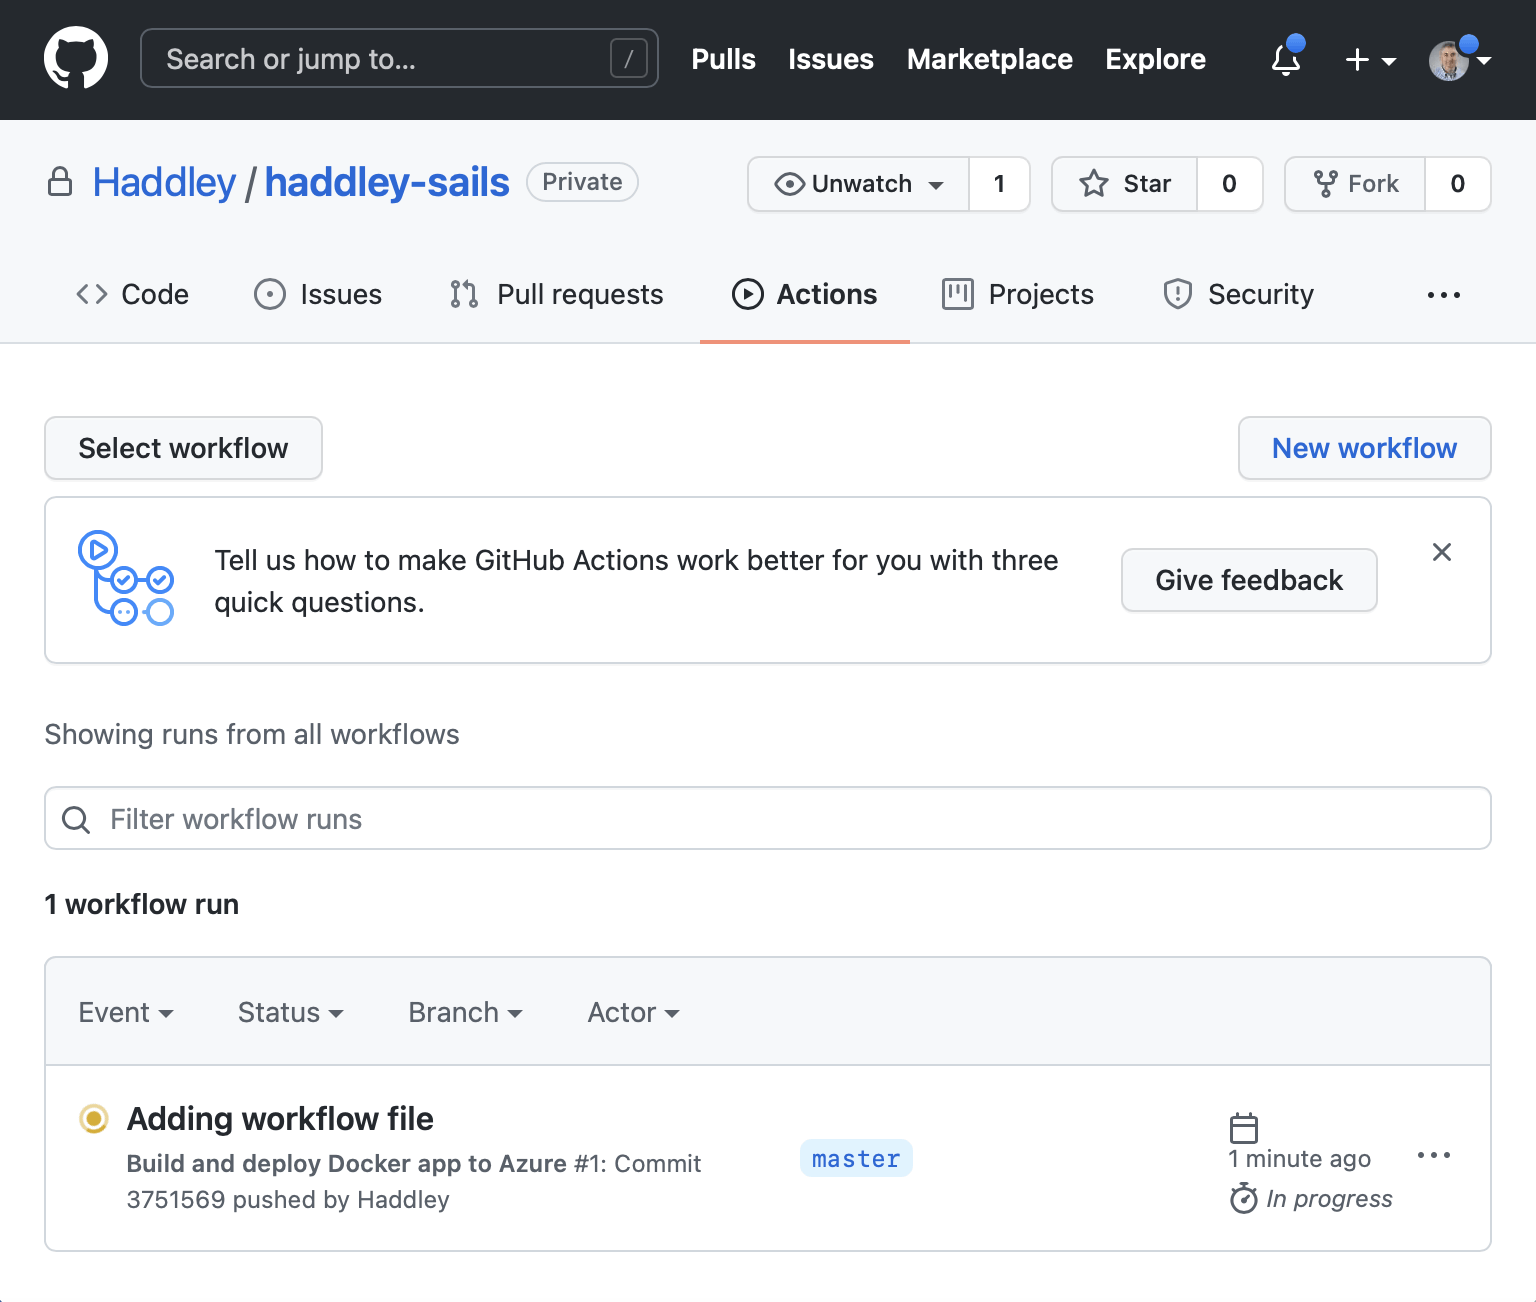 Search or jump to... / Pulls Issues Marketplace Explore
Haddley / haddley-sails Private Unwatch 1 Star 0 Fork 0
Code Issues Pull requests Actions Projects Security
Select workflow New workflow
Tell us how to make GitHub Actions work better for you with three
quick questions.
Give feedback
Showing runs from all workflows
Filter workflow runs
1 workflow run
Event Status Branch Actor
Adding workflow file
Build and deploy Docker app to Azure #1: Commit
3751569 pushed by Haddley
master
1 minute ago
In progress